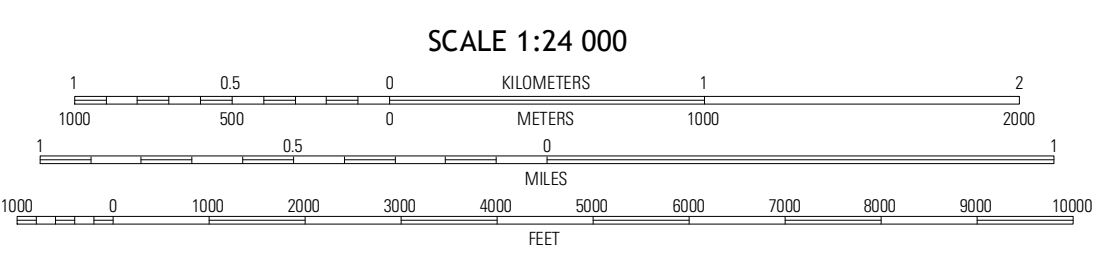 SCALE 1:24 000
1 0.5 0 KILOMETERS 1 2
1000 500 0 METERS 1000 2000
1 0.5 0 1
MILES
1000 0 1000 2000 3000 4000 5000 6000 7000 8000 9000 10000
FEET